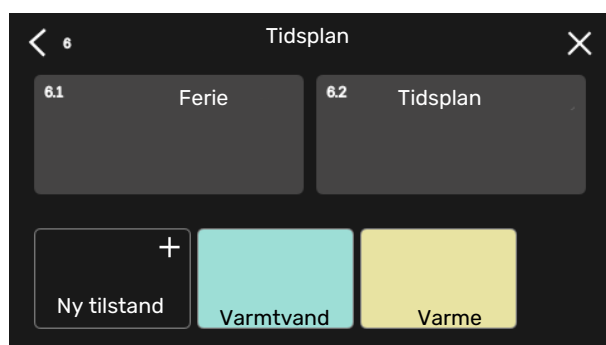 6 Tidsplan
6.1 Ferie
6.2 Tidsplan
Ny tilstand
Varmtvand
Varme